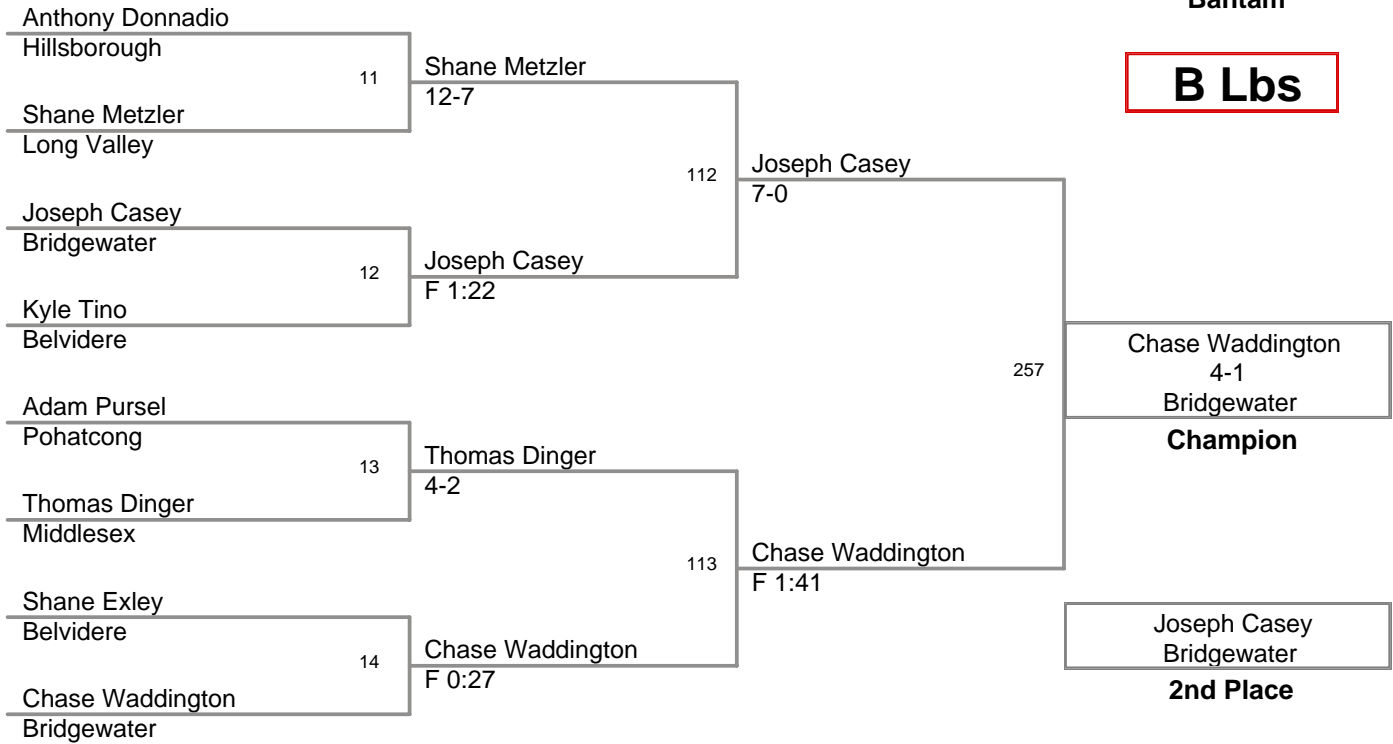 Bantam
B Lbs
Anthony Donnadio
Hillsborough
11
Shane Metzler
Long Valley
Shane Metzler
12-7
Joseph Casey
Bridgewater
12
Kyle Tino
Belvidere
Joseph Casey
F 1:22
112
Joseph Casey
7-0
Adam Pursel
Pohatcong
13
Thomas Dinger
Middlesex
Thomas Dinger
4-2
Shane Exley
Belvidere
14
Chase Waddington
Bridgewater
Chase Waddington
F 0:27
113
Chase Waddington
F 1:41
257
Chase Waddington
4-1
Bridgewater
Champion
Joseph Casey
Bridgewater
2nd Place